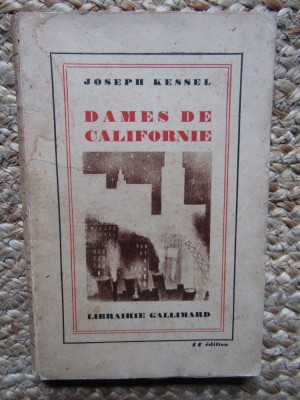 JOSEPH KESSEL
DAMES DE
CALIFORNIE
LIBRAIRIE GALLIMARD
14e édition